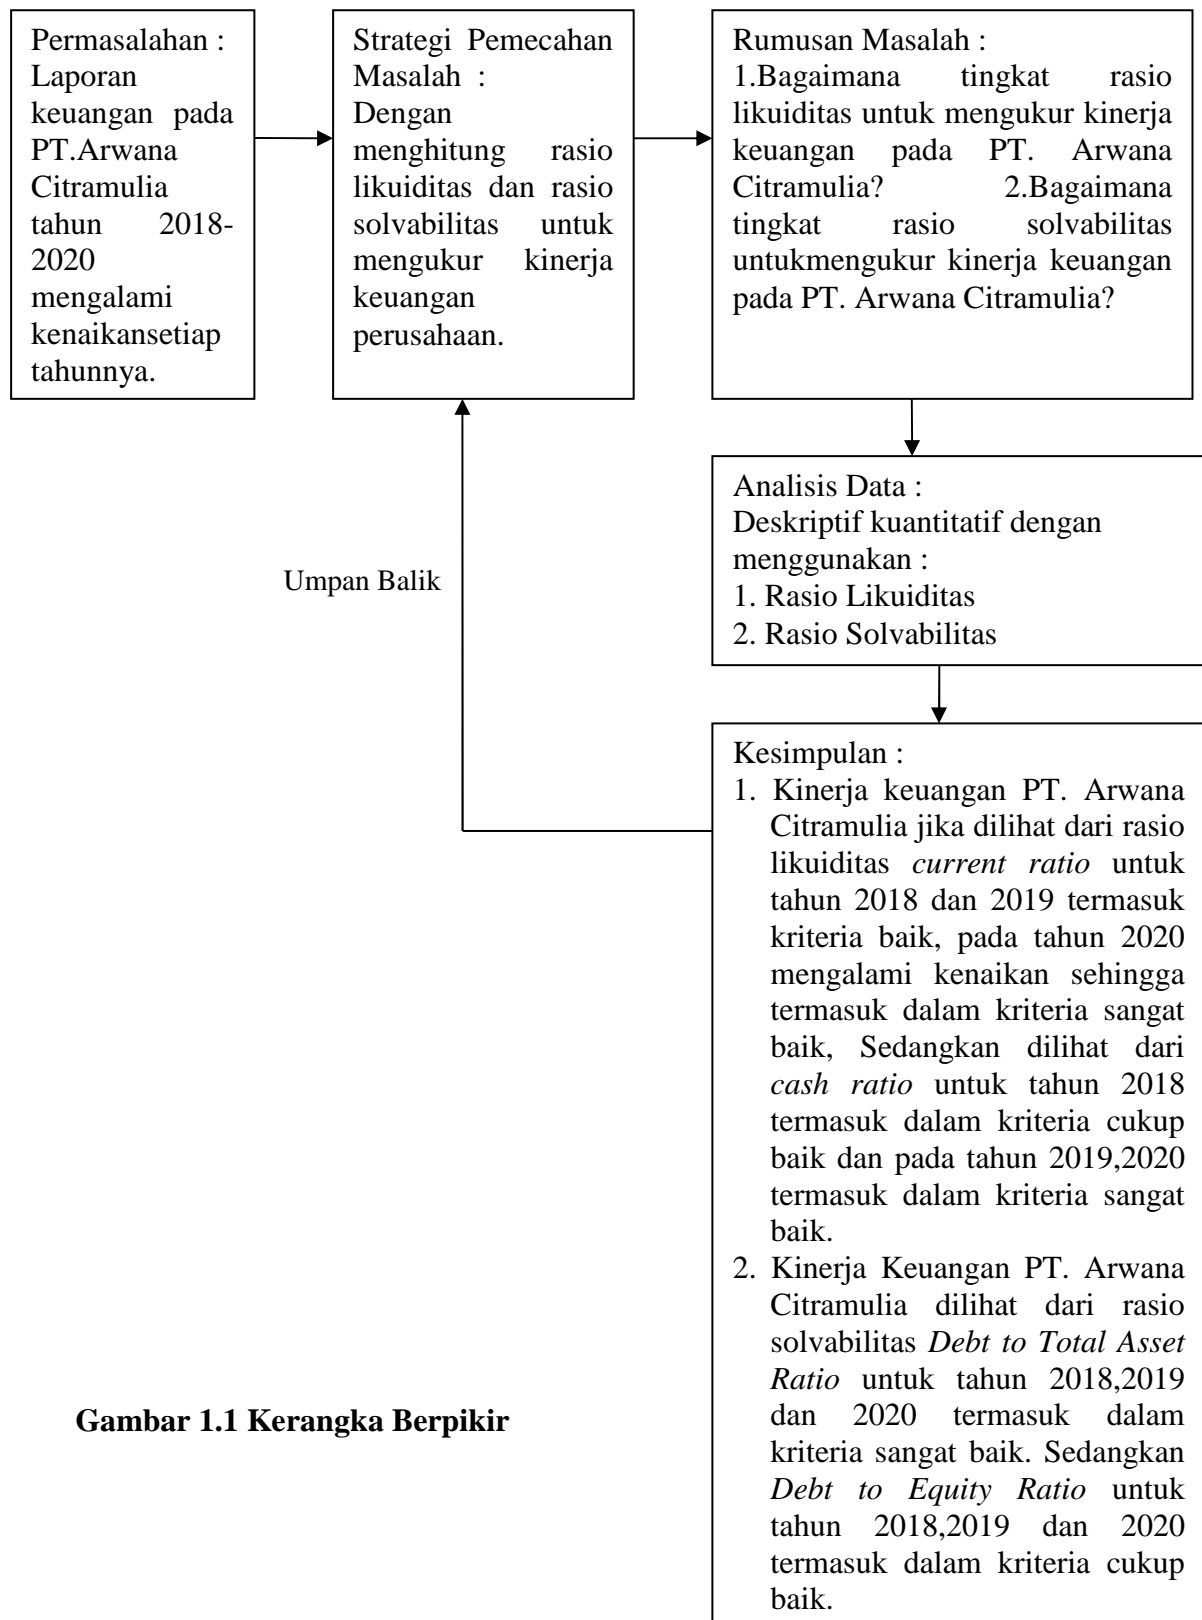 Permasalahan :
Laporan
keuangan pada
PT.Arwana
Citramulia
tahun 2018-
2020
mengalami
kenaikansetiap
tahunnya.
Strategi Pemecahan
Masalah :
Dengan
menghitung rasio
likuiditas dan rasio
solvabilitas untuk
mengukur kinerja
keuangan
perusahaan.
Rumusan Masalah :
1.Bagaimana tingkat rasio
likuiditas untuk mengukur kinerja
keuangan pada PT. Arwana
Citramulia? 2.Bagaimana
tingkat rasio solvabilitas
untukmengukur kinerja keuangan
pada PT. Arwana Citramulia?
Analisis Data :
Deskriptif kuantitatif dengan
menggunakan :
1. Rasio Likuiditas
2. Rasio Solvabilitas
Umpan Balik
Kesimpulan :
1. Kinerja keuangan PT. Arwana
Citramulia jika dilihat dari rasio
likuiditas current ratio untuk
tahun 2018 dan 2019 termasuk
kriteria baik, pada tahun 2020
mengalami kenaikan sehingga
termasuk dalam kriteria sangat
baik, Sedangkan dilihat dari
cash ratio untuk tahun 2018
termasuk dalam kriteria cukup
baik dan pada tahun 2019,2020
termasuk dalam kriteria sangat
baik.
2. Kinerja Keuangan PT. Arwana
Citramulia dilihat dari rasio
solvabilitas Debt to Total Asset
Ratio untuk tahun 2018,2019
dan 2020 termasuk dalam
kriteria sangat baik. Sedangkan
Debt to Equity Ratio untuk
tahun 2018,2019 dan 2020
termasuk dalam kriteria cukup
baik.
Gambar 1.1 Kerangka Berpikir